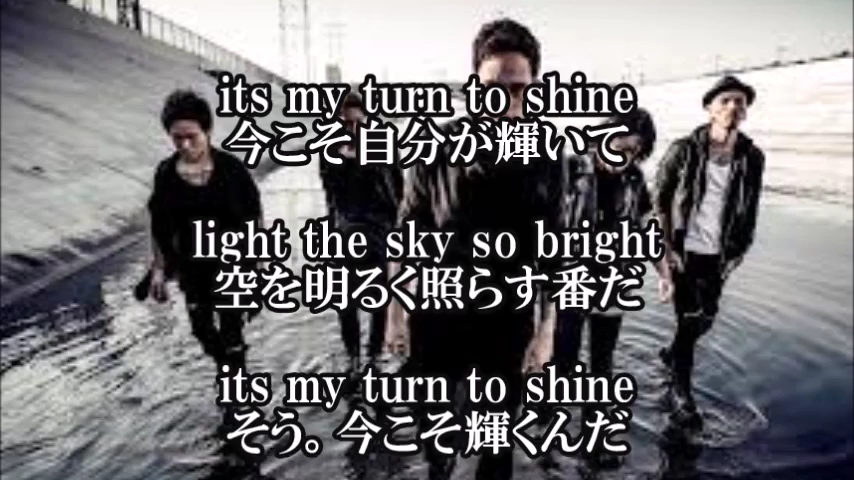 its my turn to shine
今こそ自分が輝いて
light the sky so bright
空を明るく照らす番だ
its my turn to shine
そう。今こそ輝くんだ